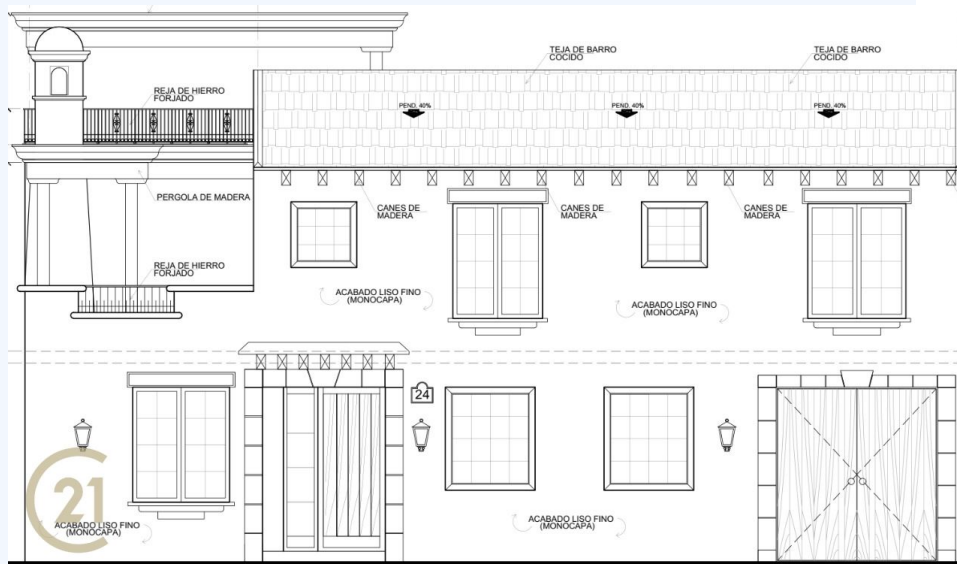 TEJA DE BARRO
COCIDO
TEJA DE BARRO
COCIDO
REJA DE HIERRO
FORJADO
PEND. 40%
PEND. 40%
PEND. 40%
PERGOLA DE MADERA
CANES DE
MADERA
CANES DE
MADERA
CANES DE
MADERA
REJA DE HIERRO
FORJADO
ACABADO LISO FINO
(MONOCAPA)
ACABADO LISO FINO
(MONOCAPA)
24
21
ACABADO LISO FINO
(MONOCAPA)
ACABADO LISO FINO
(MONOCAPA)